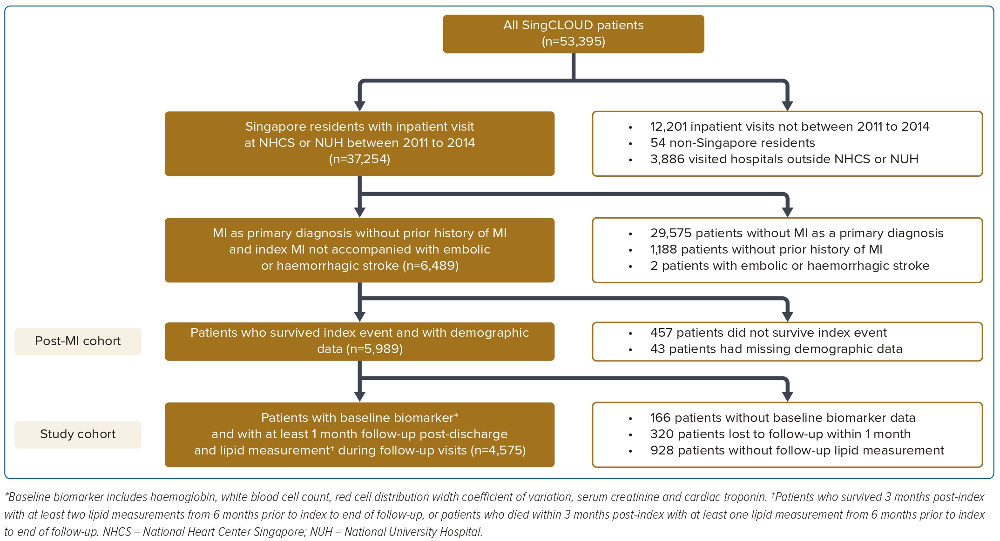 All SingCLOUD patients
(n=53,395)
Singapore residents with inpatient visit
at NHCS or NUH between 2011 to 2014
(n=37,254)
• 12,201 inpatient visits not between 2011 to 2014
• 54 non-Singapore residents
• 3,886 visited hospitals outside NHCS or NUH
MI as primary diagnosis without prior history of MI
and index MI not accompanied with embolic
or haemorrhagic stroke (n=6,489)
• 29,575 patients without MI as a primary diagnosis
• 1,188 patients without prior history of MI
• 2 patients with embolic or haemorrhagic stroke
Post-MI cohort
Patients who survived index event and with demographic
data (n=5,989)
• 457 patients did not survive index event
• 43 patients had missing demographic data
Study cohort
Patients with baseline biomarker*
and with at least 1 month follow-up post-discharge
and lipid measurement† during follow-up visits (n=4,575)
• 166 patients without baseline biomarker data
• 320 patients lost to follow-up within 1 month
• 928 patients without follow-up lipid measurement
*Baseline biomarker includes haemoglobin, white blood cell count, red cell distribution width coefficient of variation, serum creatinine and cardiac troponin. †Patients who survived 3 months post-index
with at least two lipid measurements from 6 months prior to index to end of follow-up, or patients who died within 3 months post-index with at least one lipid measurement from 6 months prior to index
to end of follow-up. NHCS = National Heart Center Singapore; NUH = National University Hospital.